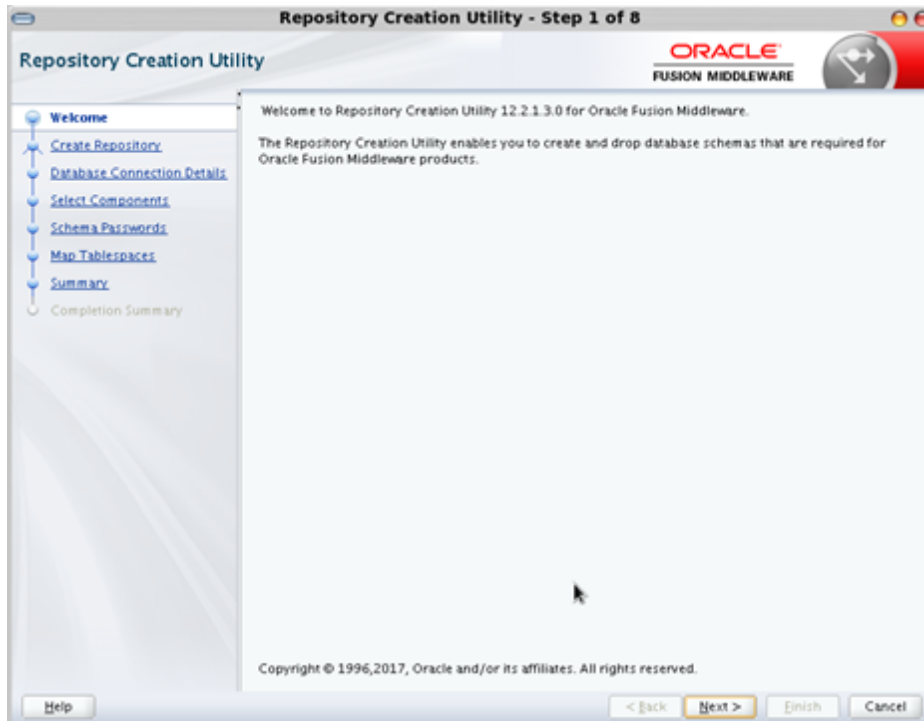 Repository Creation Utility - Step 1 of 8
Repository Creation Utility
ORACLE
FUSION MIDDLEWARE
Welcome
Create Repository
Database Connection Details
Select Components
Schema Passwords
Map Tablespaces
Summary
Completion Summary
Welcome to Repository Creation Utility 12.2.1.3.0 for Oracle Fusion Middleware.
The Repository Creation Utility enables you to create and drop database schemas that are required for
Oracle Fusion Middleware products.
Copyright © 1996,2017, Oracle and/or its affiliates. All rights reserved.
Help
< Back
Next >
Finish
Cancel